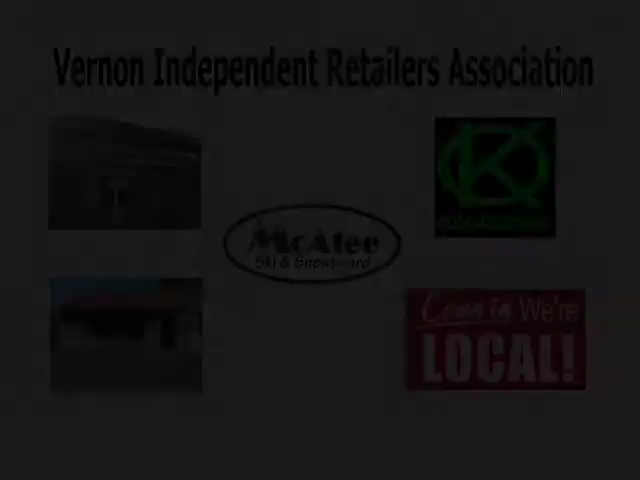 Vernon Independent Retailers Association
McAtee
Ski & Snowboard
Come in We're
LOCAL!